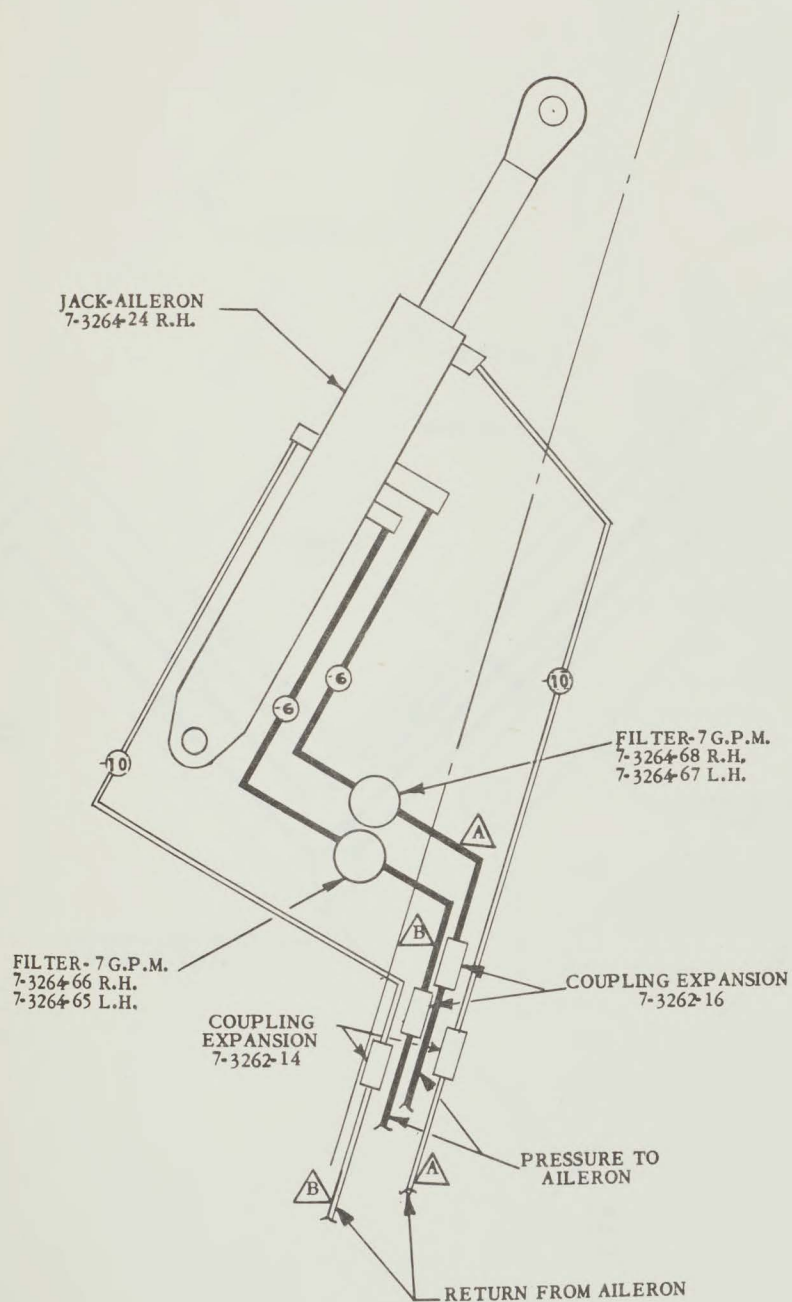 JACK-AILERON
7-3264-24 R.H.
-6
-6
-10
-10
FILTER-7 G.P.M.
7-3264-68 R.H.
7-3264-67 L.H.
A
B
FILTER-7 G.P.M.
7-3264-66 R.H.
7-3264-65 L.H.
COUPLING EXPANSION
7-3262-16
COUPLING
EXPANSION
7-3262-14
PRESSURE TO
AILERON
B
A
RETURN FROM AILERON